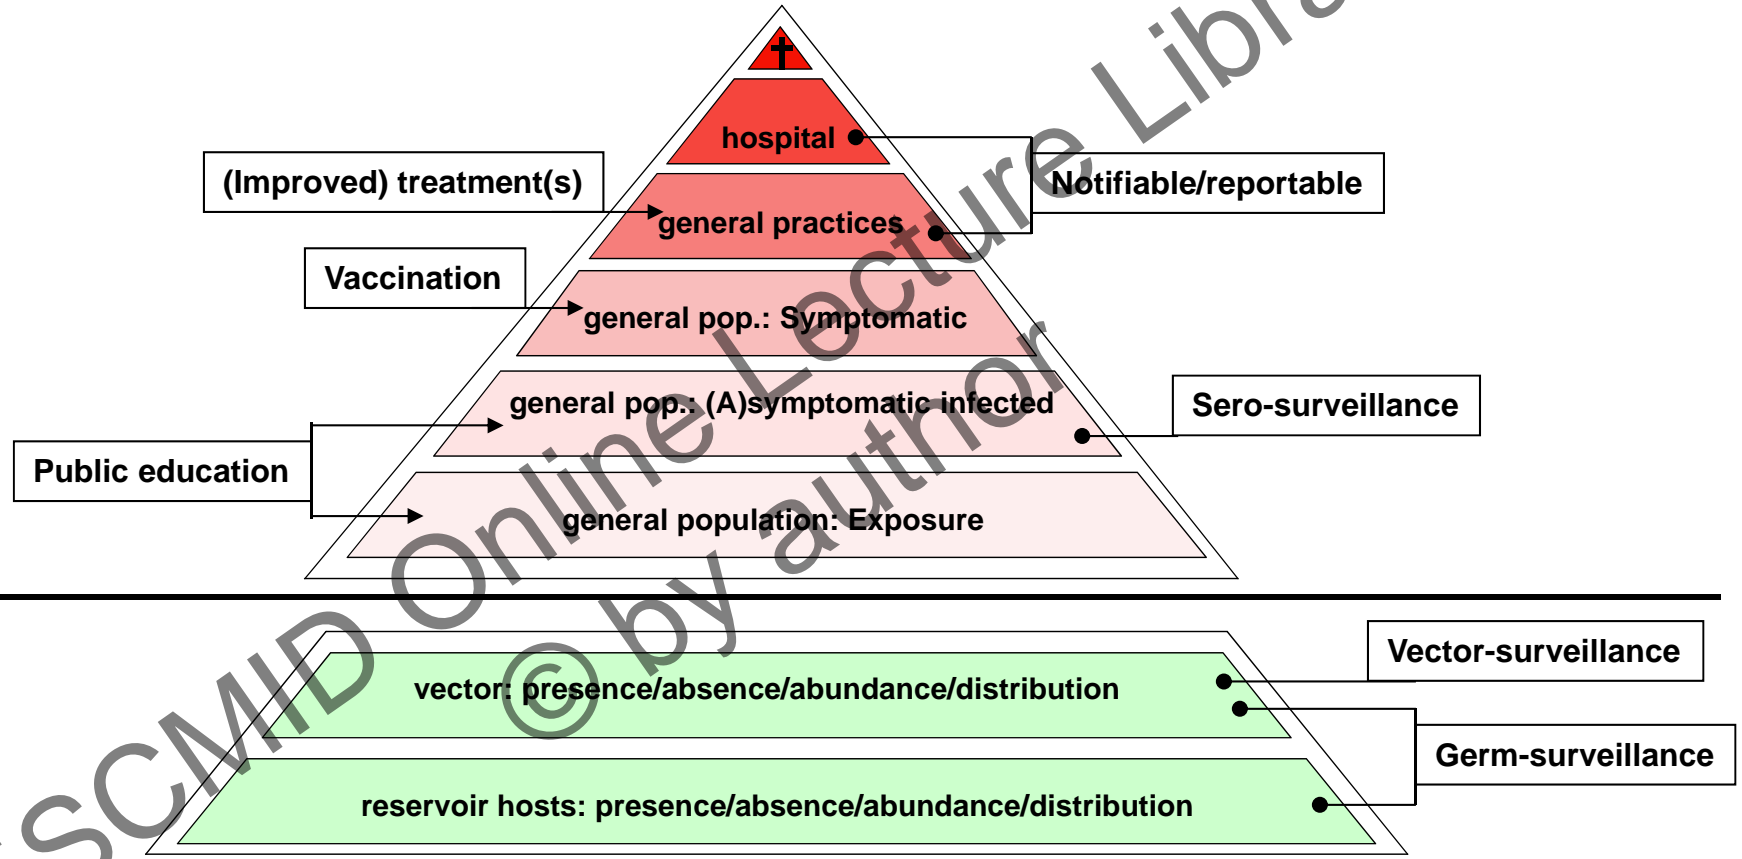 †
hospital
(Improved) treatment(s)
Notifiable/reportable
general practices
Vaccination
general pop.: Symptomatic
general pop.: (A)symptomatic infected
Sero-surveillance
Public education
general population: Exposure
Vector-surveillance
vector: presence/absence/abundance/distribution
Germ-surveillance
reservoir hosts: presence/absence/abundance/distribution
SCMID Online Lecture Libra
© by author